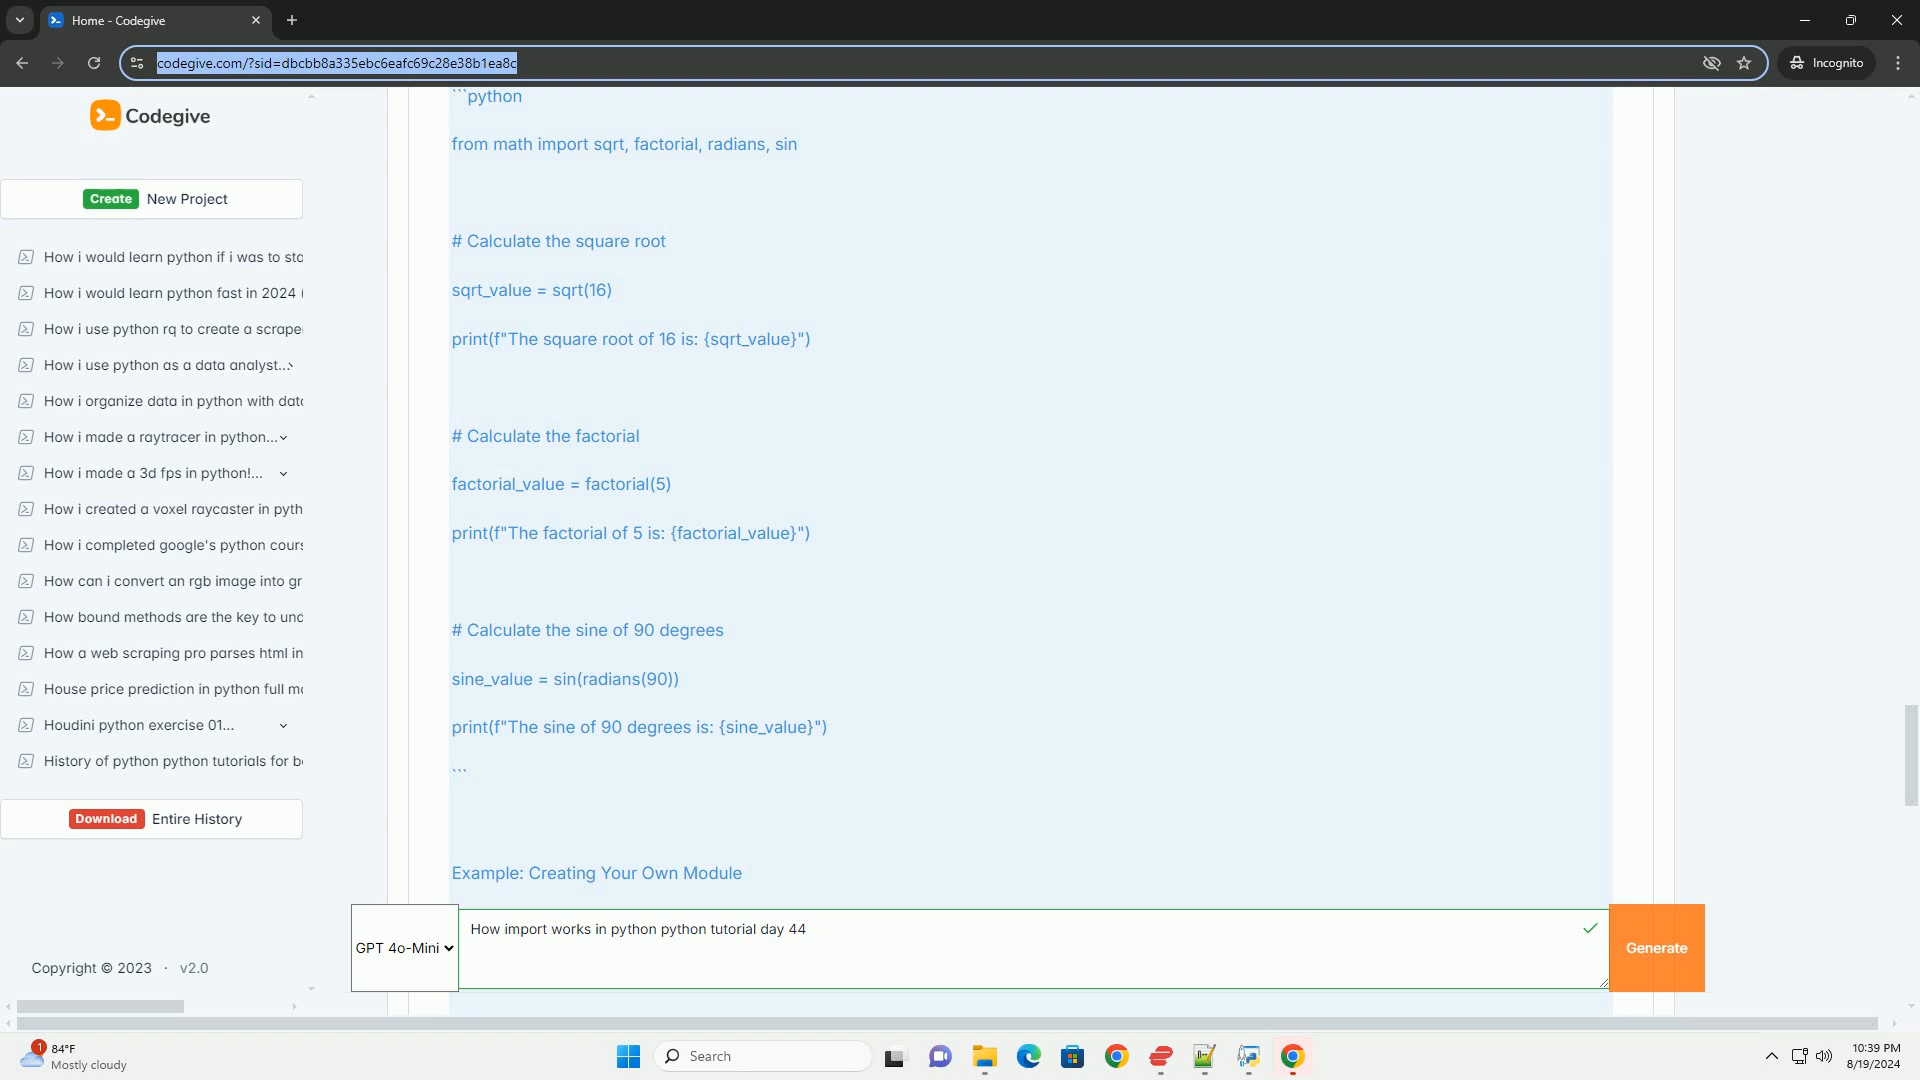 Home - Codegive
codegive.com/?sid=dbcbb8a335ebc6eafc69c28e38b1ea8c
Incognito
Codegive
Create New Project
How i would learn python if i was to sta
How i would learn python fast in 2024 (
How i use python rq to create a scrape
How i use python as a data analyst...
How i organize data in python with data
How i made a raytracer in python...
How i made a 3d fps in python!...
How i created a voxel raycaster in pyth
How i completed google's python cours
How can i convert an rgb image into gr
How bound methods are the key to und
How a web scraping pro parses html in
House price prediction in python full ma
Houdini python exercise 01...
History of python python tutorials for be
Download Entire History
Copyright © 2023 · v2.0
```python
from math import sqrt, factorial, radians, sin
# Calculate the square root
sqrt_value = sqrt(16)
print(f"The square root of 16 is: {sqrt_value}")
# Calculate the factorial
factorial_value = factorial(5)
print(f"The factorial of 5 is: {factorial_value}")
# Calculate the sine of 90 degrees
sine_value = sin(radians(90))
print(f"The sine of 90 degrees is: {sine_value}")
```
Example: Creating Your Own Module
GPT 4o-Mini
How import works in python python tutorial day 44
Generate
1
84°F
Mostly cloudy
Search
10:39 PM
8/19/2024